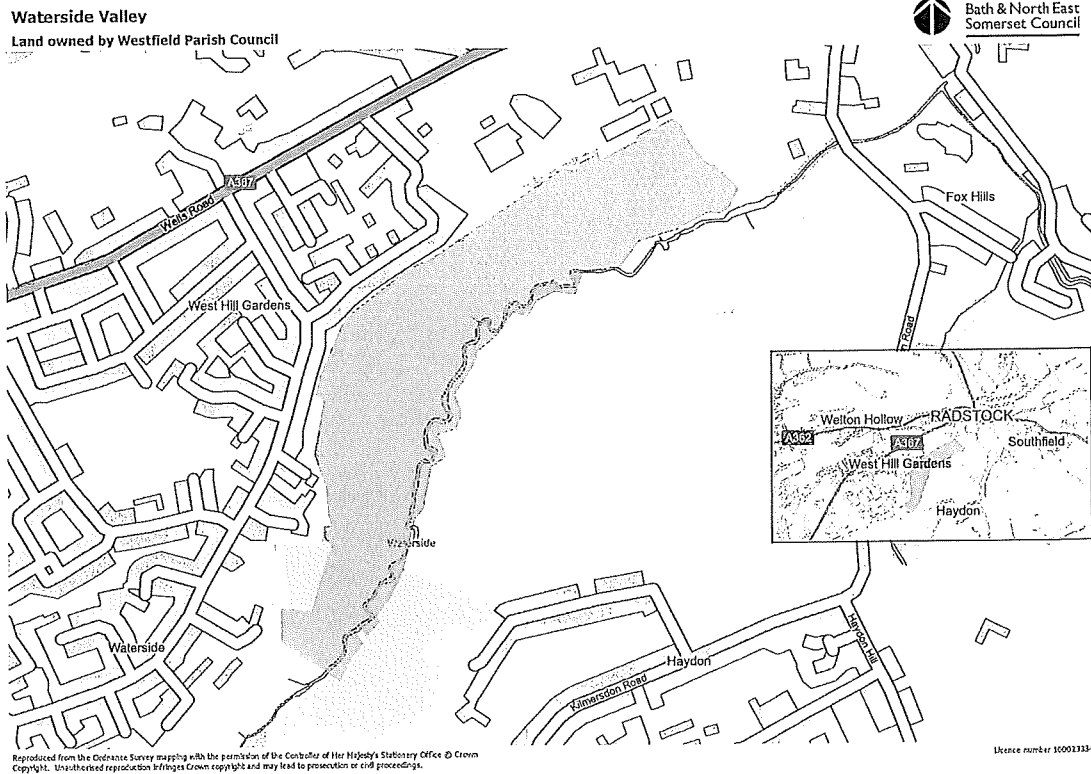 Waterside Valley
Land owned by Westfield Parish Council
Bath & North East
Somerset Council
A367
Wells Road
West Hill Gardens
Fox Hills
Road
Welton Hollow
RADSTOCK
A362
A367
Southfield
West Hill Gardens
Haydon
Waterside
Waterside
Haydon
Kilmersdon Road
Haydon Hill
Reproduced from the Ordnance Survey mapping with the permission of the Controller of Her Majesty's Stationery Office © Crown
Copyright. Unauthorised reproduction infringes Crown copyright and may lead to prosecution or civil proceedings.
Licence number